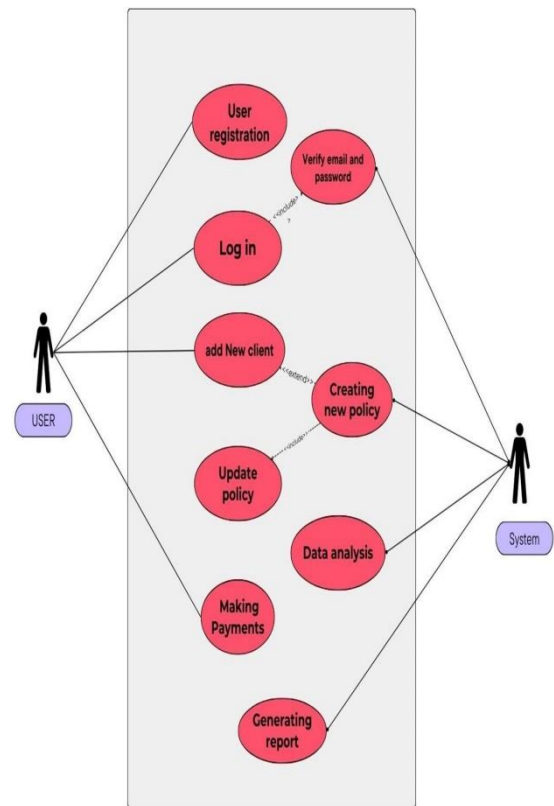 User
registration
Verify email and
password
<<include>
>
Log in
add New client
<<extend>>
Creating
new policy
<<include>>
Update
policy
USER
System
Data analysis
Making
Payments
Generating
report